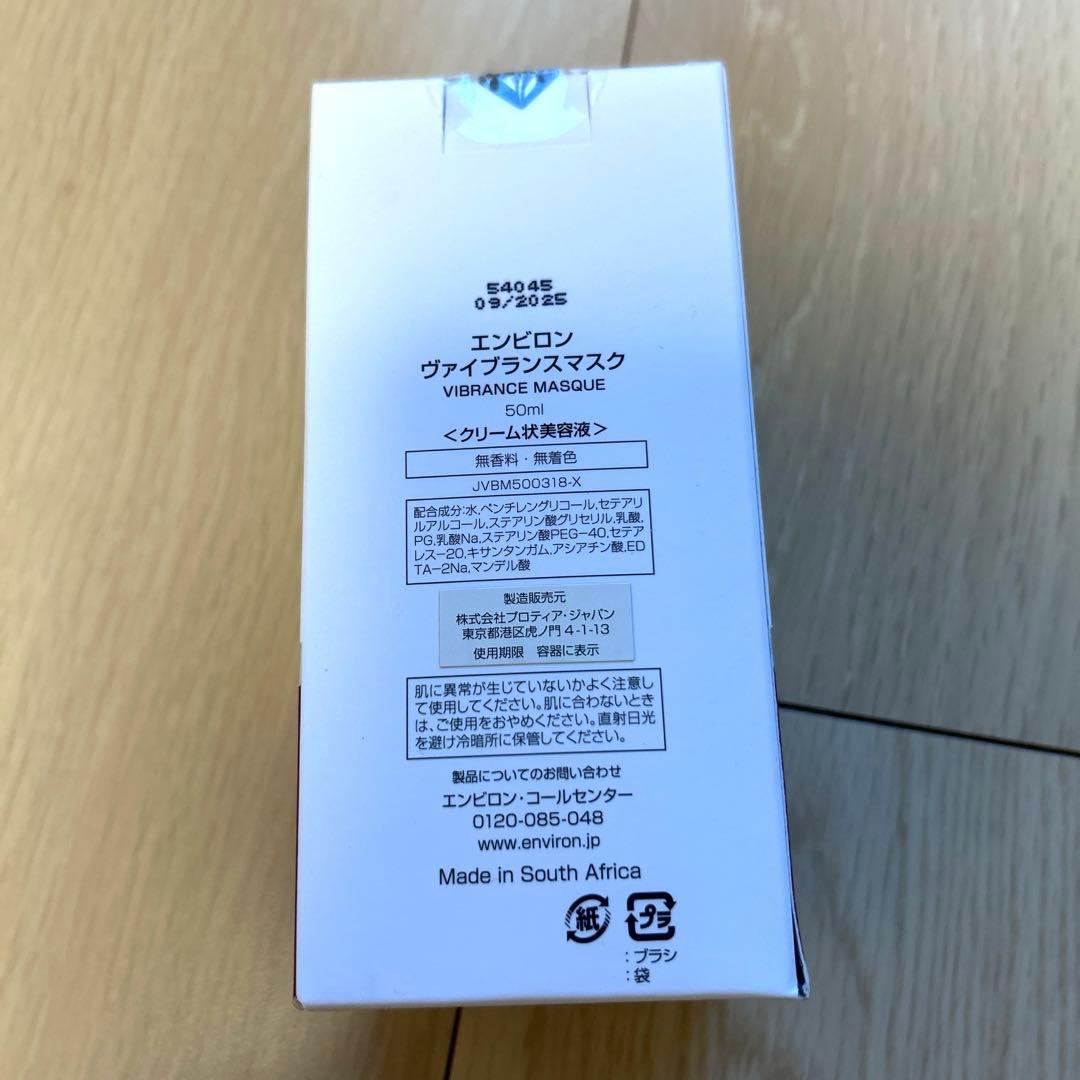 54045
09/2025
エンビロン
ヴァイブランスマスク
VIBRANCE MASQUE
50ml
<クリーム状美容液>
無香料・無着色
JVBM500318-X
配合成分:水,ペンチレングリコール,セテアリ
ルアルコール,ステアリン酸グリセリル,乳酸,
PG,乳酸Na,ステアリン酸PEG-40,セテア
レス-20,キサンタンガム,アシアチン酸,ED
TA-2Na,マンデル酸
製造販売元
株式会社プロティア・ジャパン
東京都港区虎ノ門4-1-13
使用期限 容器に表示
肌に異常が生じていないかよく注意し
て使用してください。肌に合わないとき
は、ご使用をおやめください。直射日光
を避け冷暗所に保管してください。
製品についてのお問い合わせ
エンビロン・コールセンター
0120-085-048
www.environ.jp
Made in South Africa
紙 プラ
:ブラシ
:袋